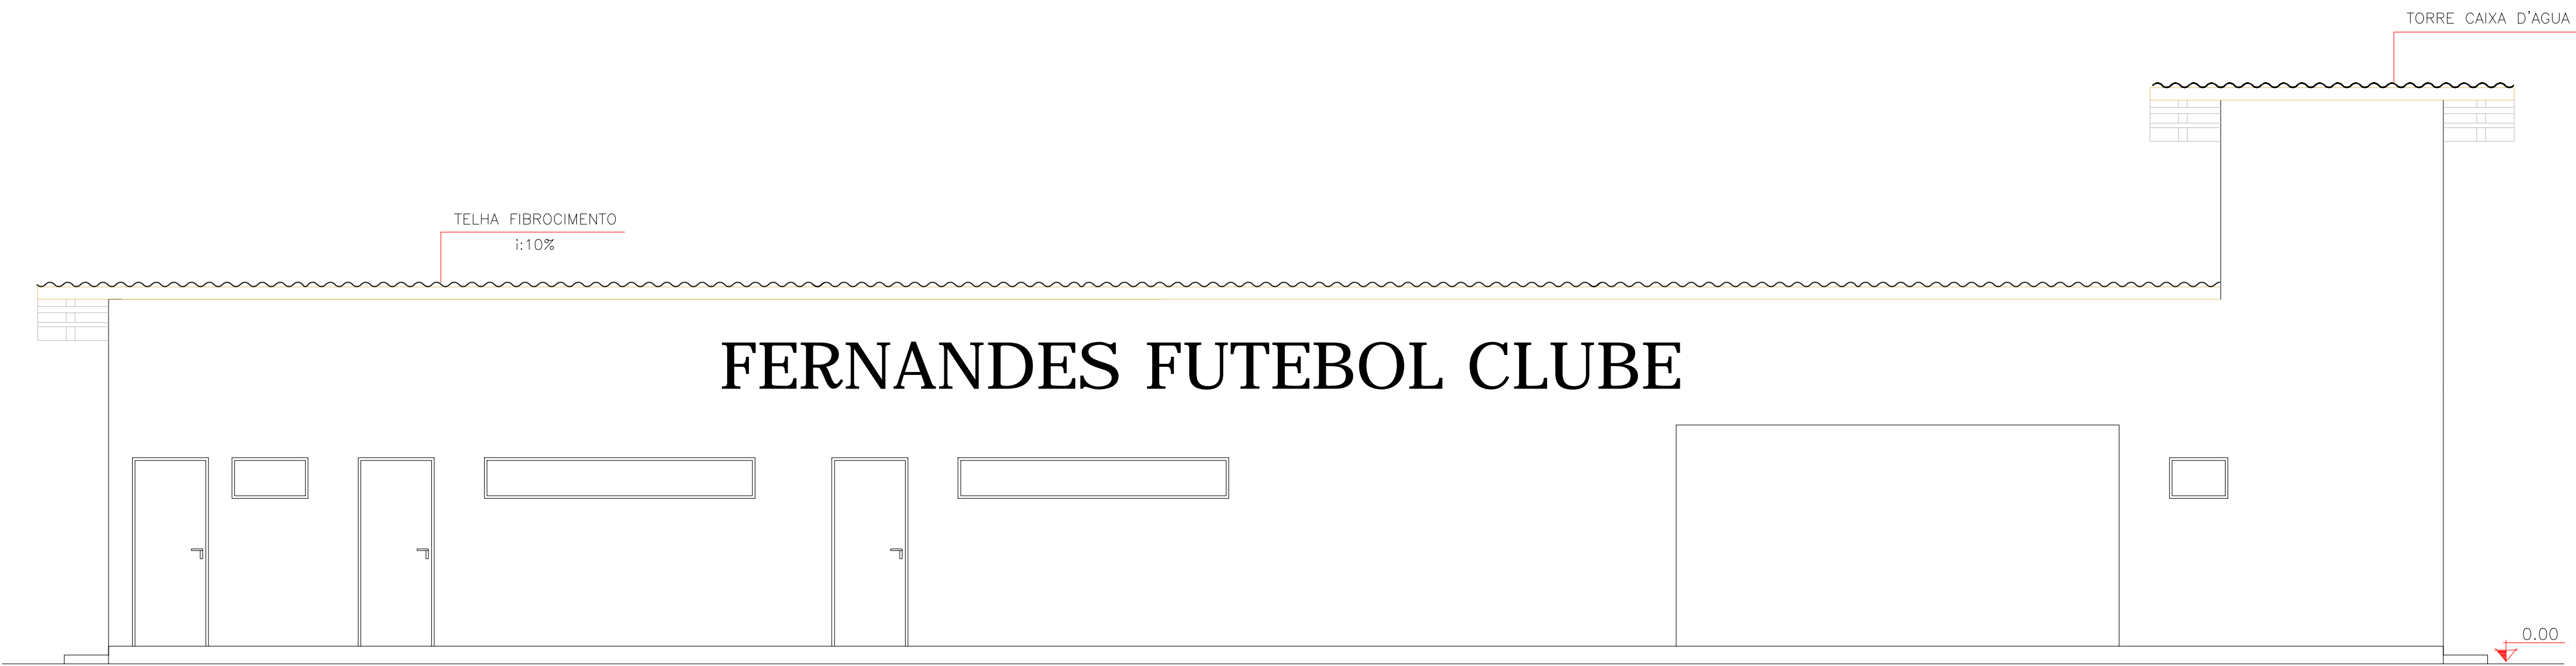 TORRE CAIXA D'AGUA
TELHA FIBROCIMENTO
i:10%
FERNANDES FUTEBOL CLUBE
0.00